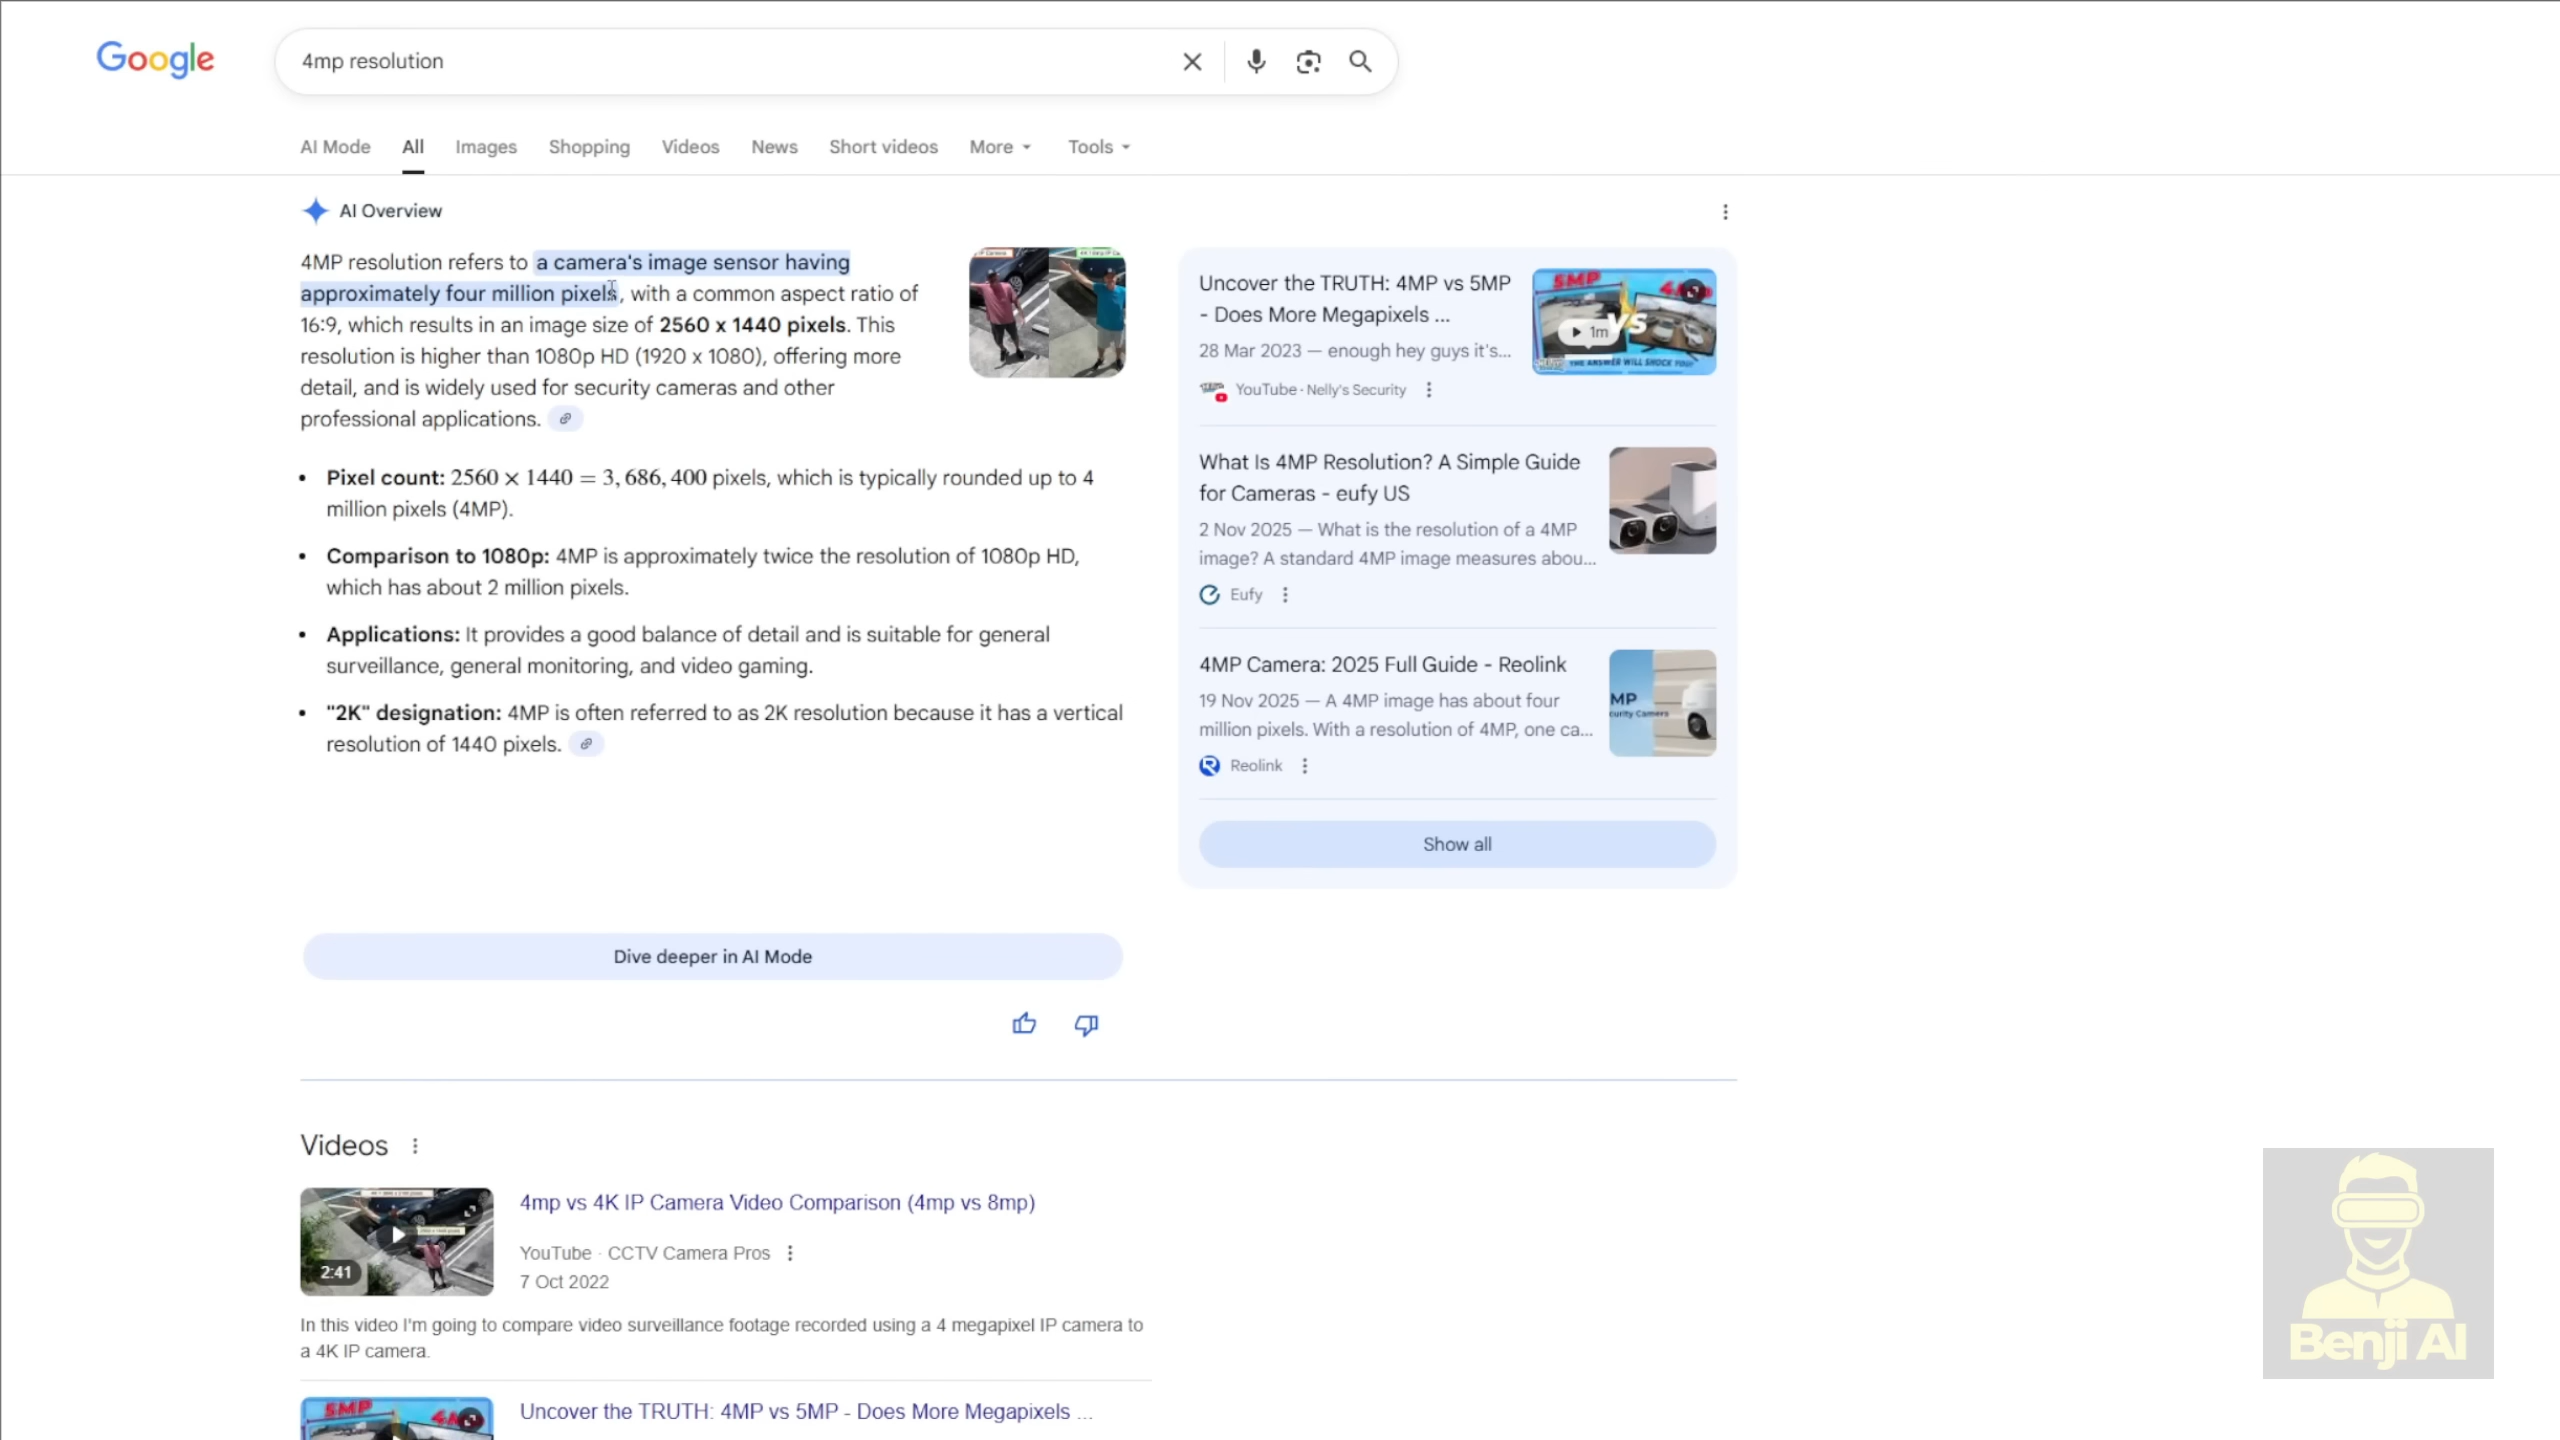 Google
4mp resolution
AI Mode
All
Images
Shopping
Videos
News
Short videos
More
Tools
AI Overview
4MP resolution refers to a camera's image sensor having
approximately four million pixels, with a common aspect ratio of
16:9, which results in an image size of 2560 x 1440 pixels. This
resolution is higher than 1080p HD (1920 x 1080), offering more
detail, and is widely used for security cameras and other
professional applications.
• Pixel count: 2560 × 1440 = 3,686,400 pixels, which is typically rounded up to 4
million pixels (4MP).
• Comparison to 1080p: 4MP is approximately twice the resolution of 1080p HD,
which has about 2 million pixels.
• Applications: It provides a good balance of detail and is suitable for general
surveillance, general monitoring, and video gaming.
• "2K" designation: 4MP is often referred to as 2K resolution because it has a vertical
resolution of 1440 pixels.
Uncover the TRUTH: 4MP vs 5MP
- Does More Megapixels ...
28 Mar 2023 — enough hey guys it's...
YouTube · Nelly's Security
5MP
VS
1m
THE ANSWER WILL SHOCK YOU!
What Is 4MP Resolution? A Simple Guide
for Cameras - eufy US
2 Nov 2025 — What is the resolution of a 4MP
image? A standard 4MP image measures abou...
Eufy
4MP Camera: 2025 Full Guide - Reolink
19 Nov 2025 — A 4MP image has about four
million pixels. With a resolution of 4MP, one ca...
Reolink
MP
curity Camera
Show all
Dive deeper in AI Mode
Videos
4mp vs 4K IP Camera Video Comparison (4mp vs 8mp)
YouTube · CCTV Camera Pros
7 Oct 2022
2:41
In this video I'm going to compare video surveillance footage recorded using a 4 megapixel IP camera to
a 4K IP camera.
5MP
Uncover the TRUTH: 4MP vs 5MP - Does More Megapixels ...
Benji AI